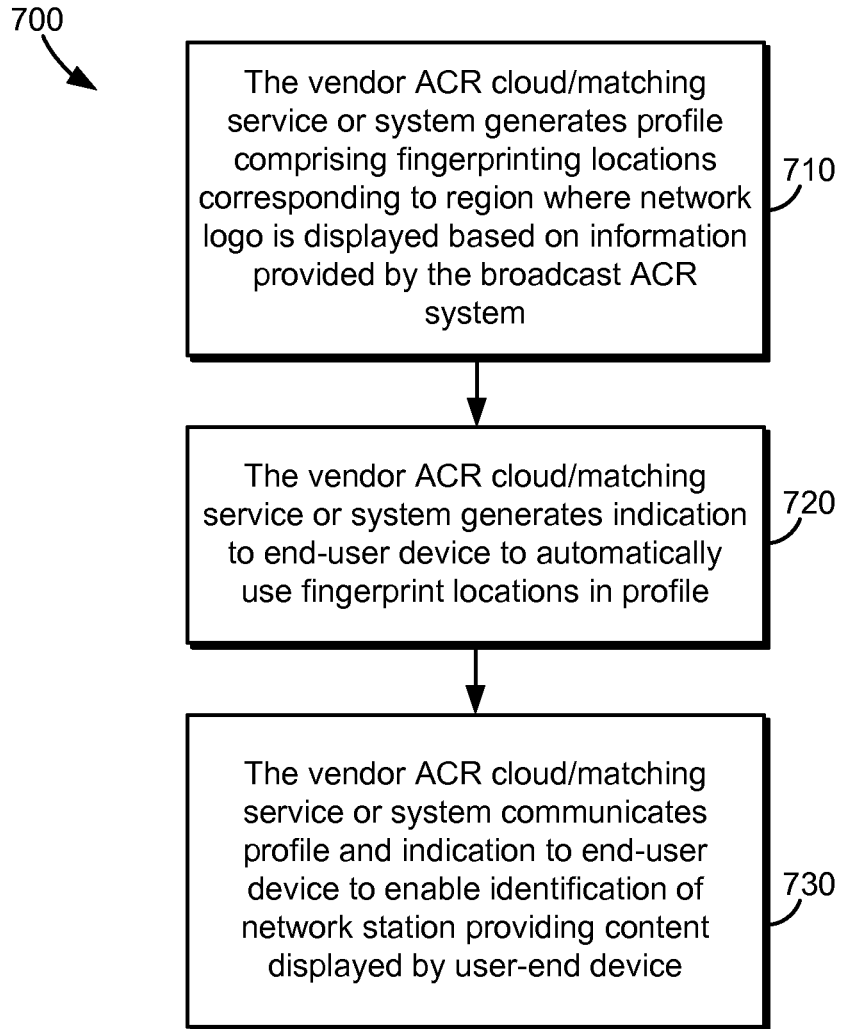 700
The vendor ACR cloud/matching
service or system generates profile
comprising fingerprinting locations
corresponding to region where network
logo is displayed based on information
provided by the broadcast ACR
system
710
The vendor ACR cloud/matching
service or system generates indication
to end-user device to automatically
use fingerprint locations in profile
720
The vendor ACR cloud/matching
service or system communicates
profile and indication to end-user
device to enable identification of
network station providing content
displayed by user-end device
730